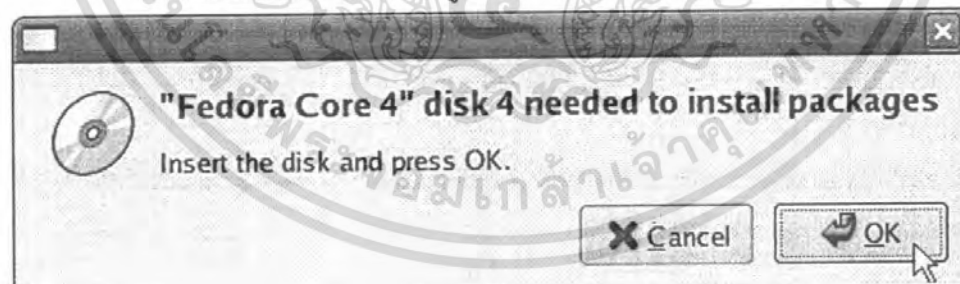 "Fedora Core 4" disk 4 needed to install packages
Insert the disk and press OK.
Cancel
OK